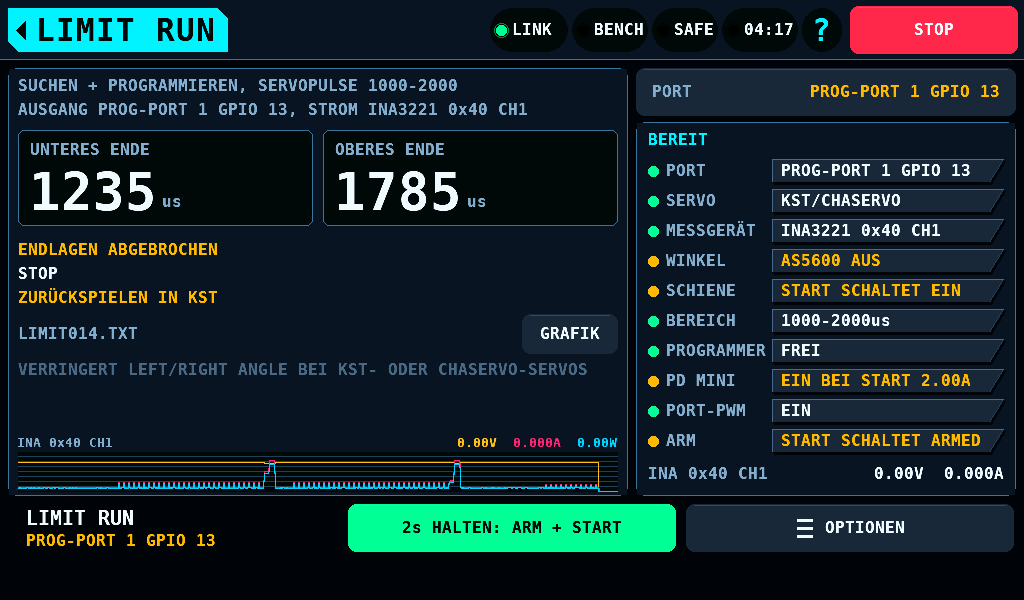 LIMIT RUN
LINK
BENCH
SAFE
04:17
?
STOP
SUCHEN + PROGRAMMIEREN, SERVOPULSE 1000-2000
AUSGANG PROG-PORT 1 GPIO 13, STROM INA3221 0x40 CH1
UNTERES ENDE
1235 us
OBERES ENDE
1785 us
ENDLAGEN ABGEBROCHEN
STOP
ZURÜCKSPIELEN IN KST
LIMIT014.TXT
GRAFIK
VERRINGERT LEFT/RIGHT ANGLE BEI KST- ODER CHASERVO-SERVOS
INA 0x40 CH1 0.00V 0.000A 0.00W
PORT PROG-PORT 1 GPIO 13
BEREIT
PORT PROG-PORT 1 GPIO 13
SERVO KST/CHASERVO
MESSGERÄT INA3221 0x40 CH1
WINKEL AS5600 AUS
SCHIENE START SCHALTET EIN
BEREICH 1000-2000us
PROGRAMMER FREI
PD MINI EIN BEI START 2.00A
PORT-PWM EIN
ARM START SCHALTET ARMED
INA 0x40 CH1 0.00V 0.000A
LIMIT RUN
PROG-PORT 1 GPIO 13
2s HALTEN: ARM + START
OPTIONEN